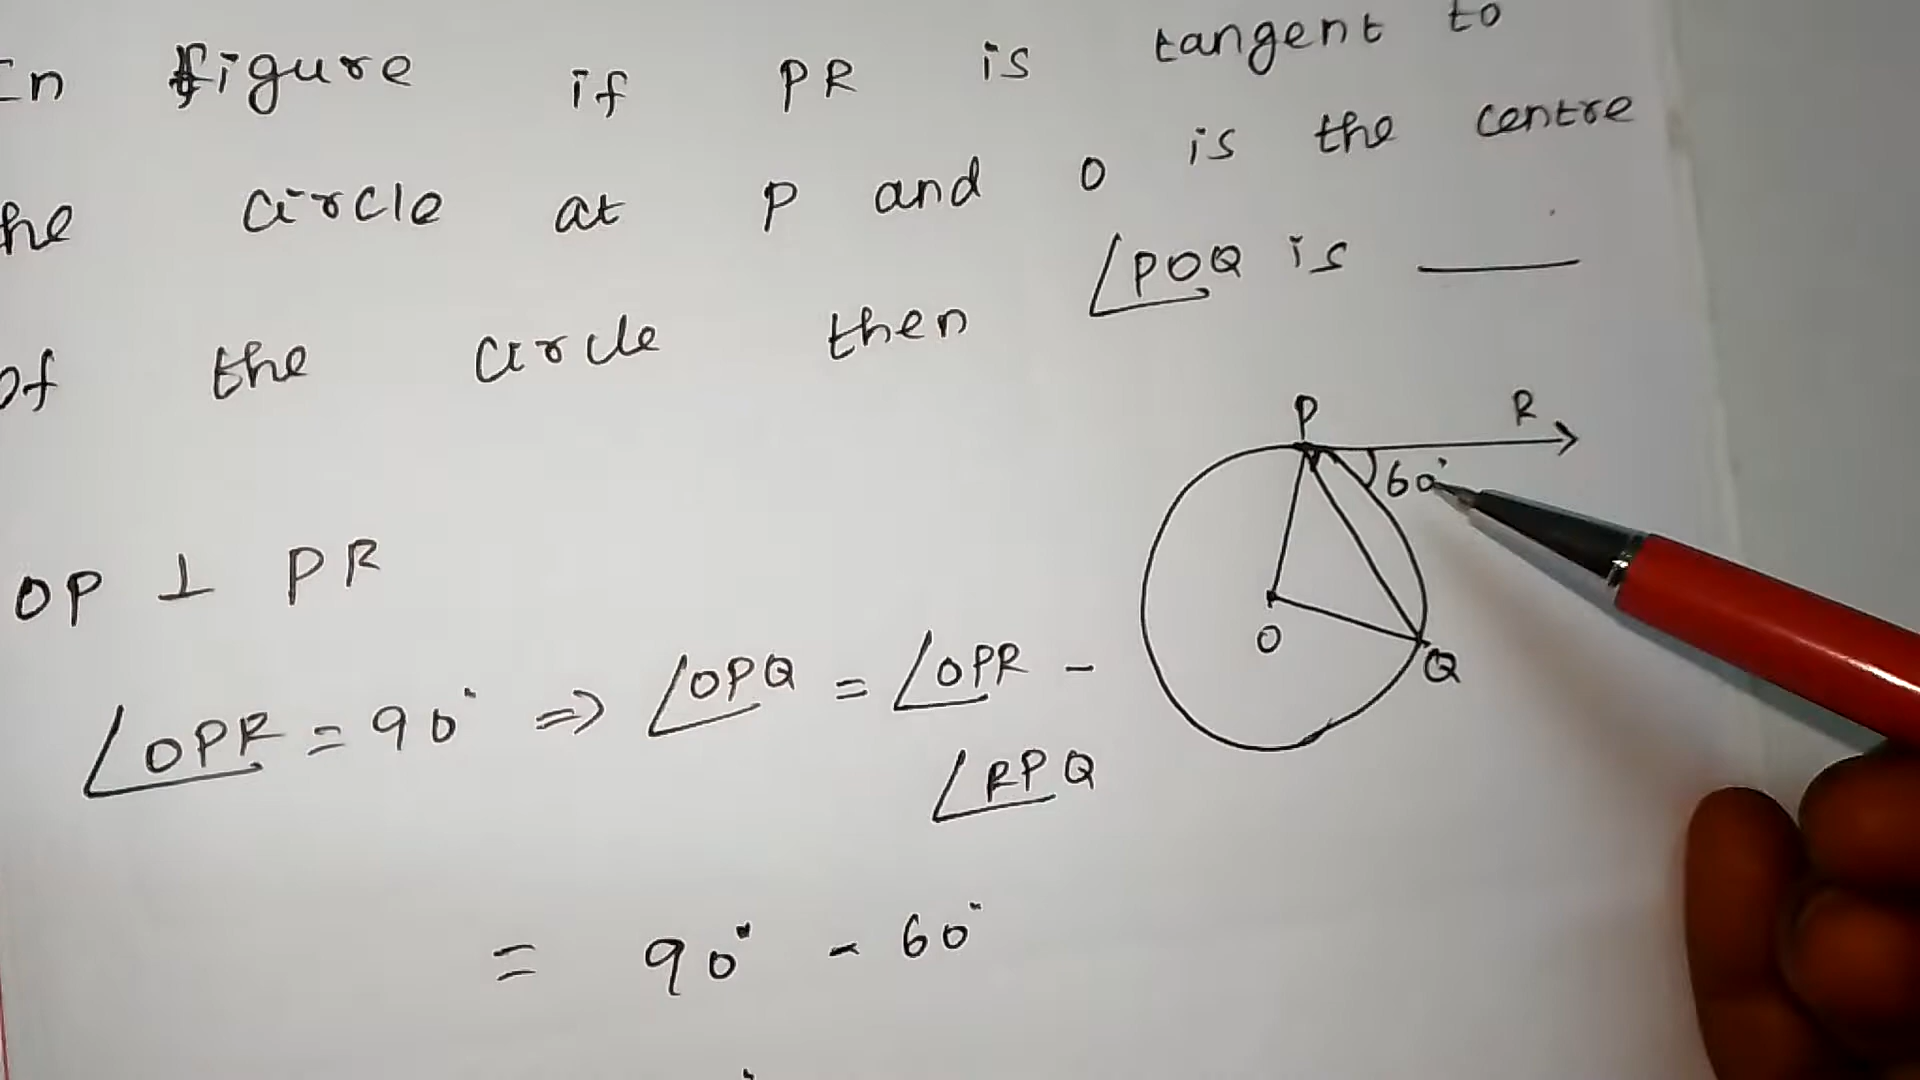 In figure if PR is tangent to
he circle at P and O is the centre
of the circle then ∠POQ is ____
P R
60°
O
Q
OP ⊥ PR
∠OPR = 90° => ∠OPQ = ∠OPR -
∠RPQ
= 90° - 60°